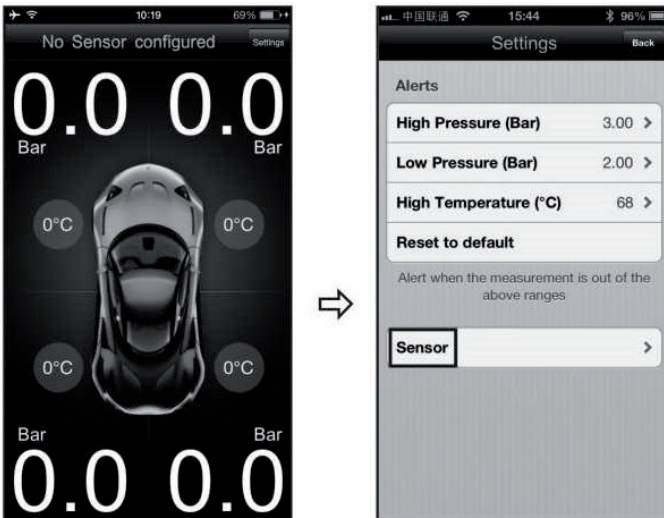 10:19
69%
No Sensor configured
Settings
0.0 0.0
Bar Bar
0°C 0°C
0°C 0°C
Bar Bar
0.0 0.0
中国联通 15:44 96%
Settings
Back
Alerts
High Pressure (Bar) 3.00
Low Pressure (Bar) 2.00
High Temperature (°C) 68
Reset to default
Alert when the measurement is out of the
above ranges
Sensor